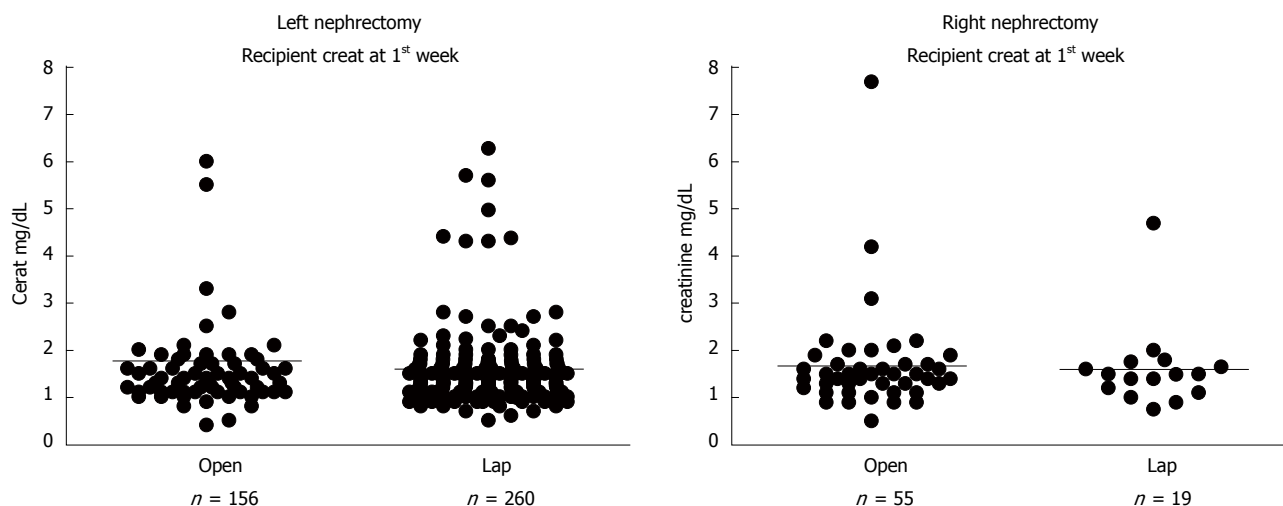 Left nephrectomy
Recipient creat at 1st week
Cerat mg/dL
8
7
6
5
4
3
2
1
0
Open
Lap
n = 156
n = 260
Right nephrectomy
Recipient creat at 1st week
creatinine mg/dL
8
7
6
5
4
3
2
1
0
Open
Lap
n = 55
n = 19